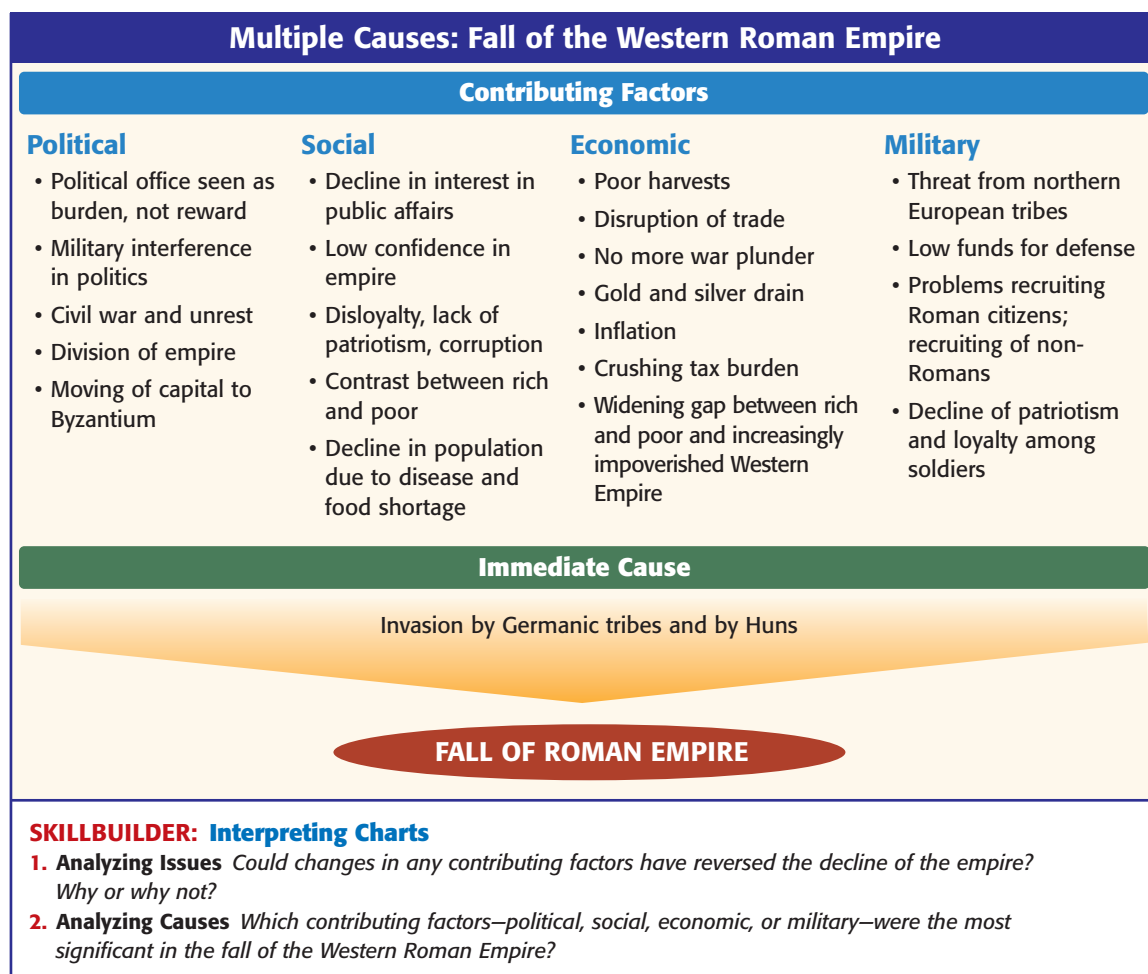 Multiple Causes: Fall of the Western Roman Empire
Contributing Factors
Political
• Political office seen as
burden, not reward
• Military interference
in politics
• Civil war and unrest
• Division of empire
• Moving of capital to
Byzantium
Social
• Decline in interest in
public affairs
• Low confidence in
empire
• Disloyalty, lack of
patriotism, corruption
• Contrast between rich
and poor
• Decline in population
due to disease and
food shortage
Economic
• Poor harvests
• Disruption of trade
• No more war plunder
• Gold and silver drain
• Inflation
• Crushing tax burden
• Widening gap between rich
and poor and increasingly
impoverished Western
Empire
Military
• Threat from northern
European tribes
• Low funds for defense
• Problems recruiting
Roman citizens;
recruiting of non-
Romans
• Decline of patriotism
and loyalty among
soldiers
Immediate Cause
Invasion by Germanic tribes and by Huns
FALL OF ROMAN EMPIRE
SKILLBUILDER: Interpreting Charts
1. Analyzing Issues Could changes in any contributing factors have reversed the decline of the empire?
Why or why not?
2. Analyzing Causes Which contributing factors—political, social, economic, or military—were the most
significant in the fall of the Western Roman Empire?